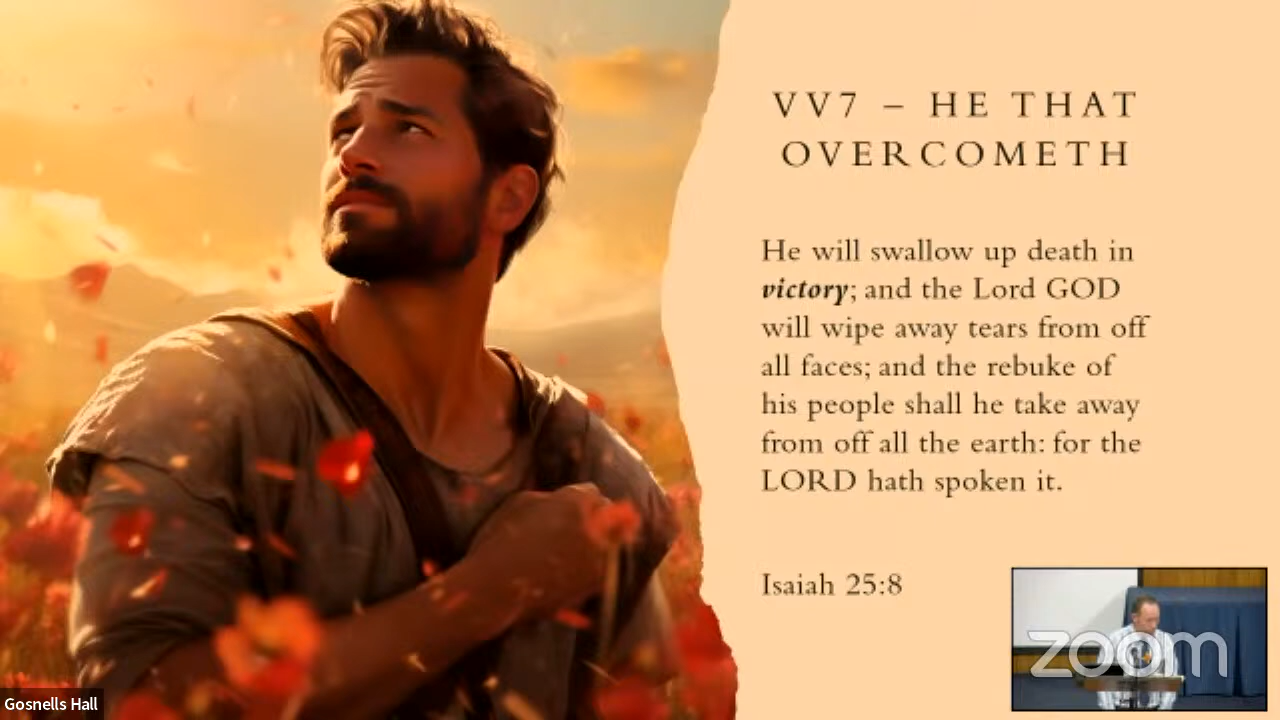 VV7 – HE THAT
OVERCOMETH
He will swallow up death in
victory; and the Lord GOD
will wipe away tears from off
all faces; and the rebuke of
his people shall he take away
from off all the earth: for the
LORD hath spoken it.
Isaiah 25:8
zoom
Gosnells Hall